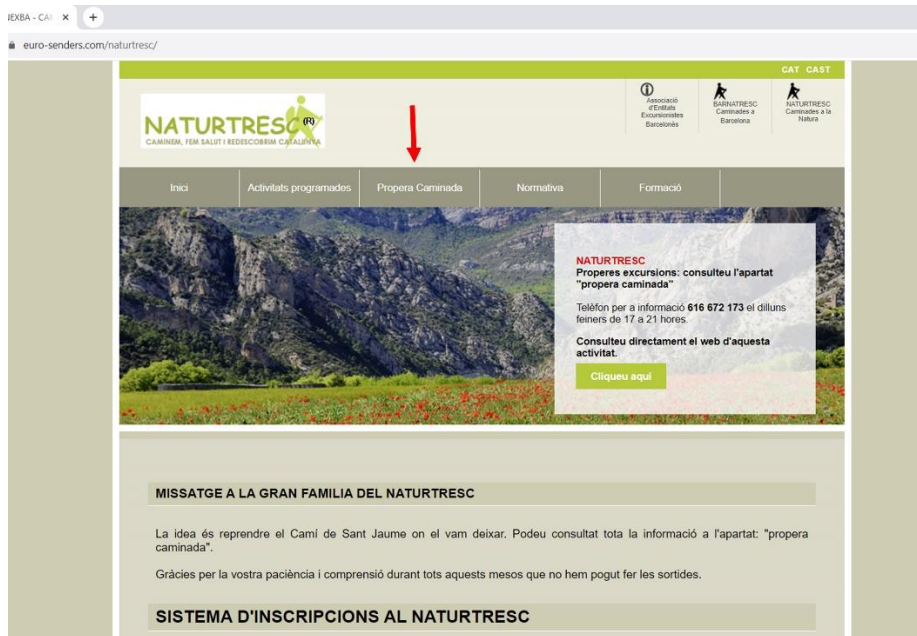 NEXBA - CA
euro-senders.com/naturtresc/
CAT CAST
NATURTRESC (R)
CAMINEM, FEM SALUT I REDESCOBRIM CATALUNYA
Associació
d'Entitats
Excursionistes
Barcelonès
BARNATRESC
Caminades a
Barcelona
NATURTRESC
Caminades a la
Natura
Inici
Activitats programades
Propera Caminada
Normativa
Formació
NATURTRESC
Properes excursions: consulteu l'apartat
"propera caminada"
Telèfon per a informació 616 672 173 el dilluns
feiners de 17 a 21 hores.
Consulteu directament el web d'aquesta
activitat.
Cliqueu aquí
MISSATGE A LA GRAN FAMILIA DEL NATURTRESC
La idea és reprendre el Camí de Sant Jaume on el vam deixar. Podeu consultat tota la informació a l'apartat: "propera
caminada".
Gràcies per la vostra paciència i comprensió durant tots aquests mesos que no hem pogut fer les sortides.
SISTEMA D'INSCRIPCIONS AL NATURTRESC